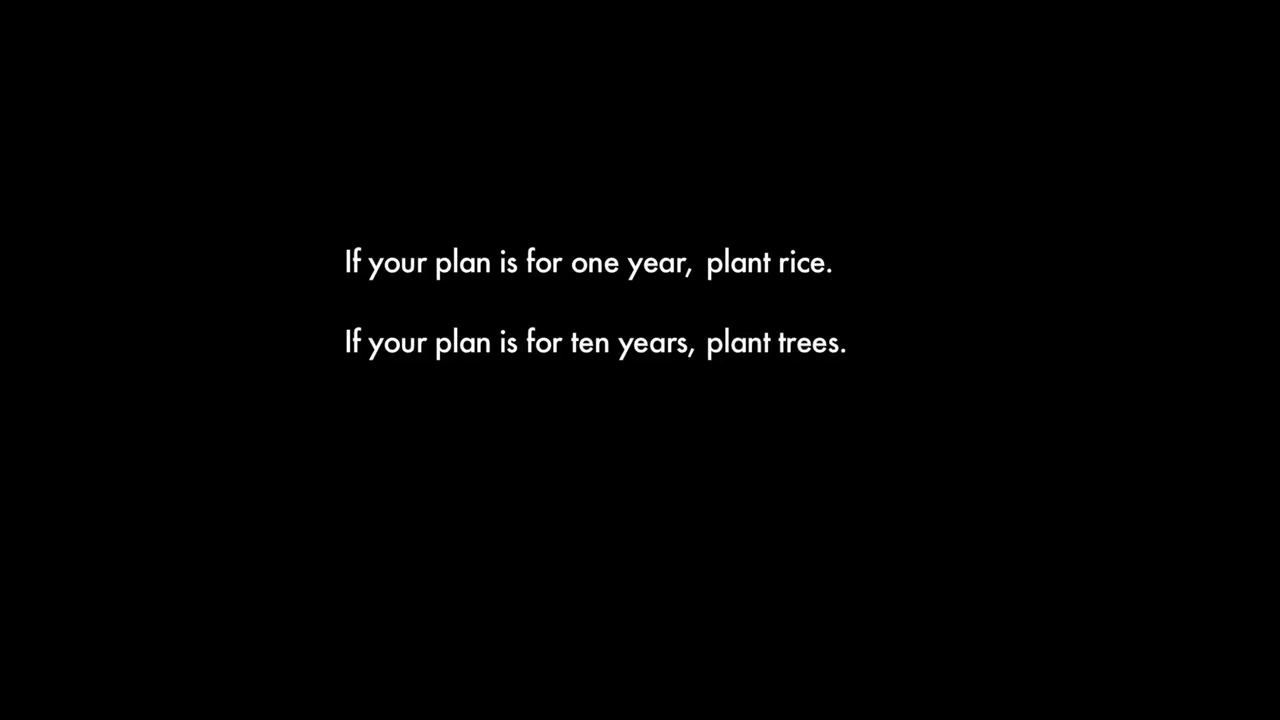 If your plan is for one year, plant rice.
If your plan is for ten years, plant trees.